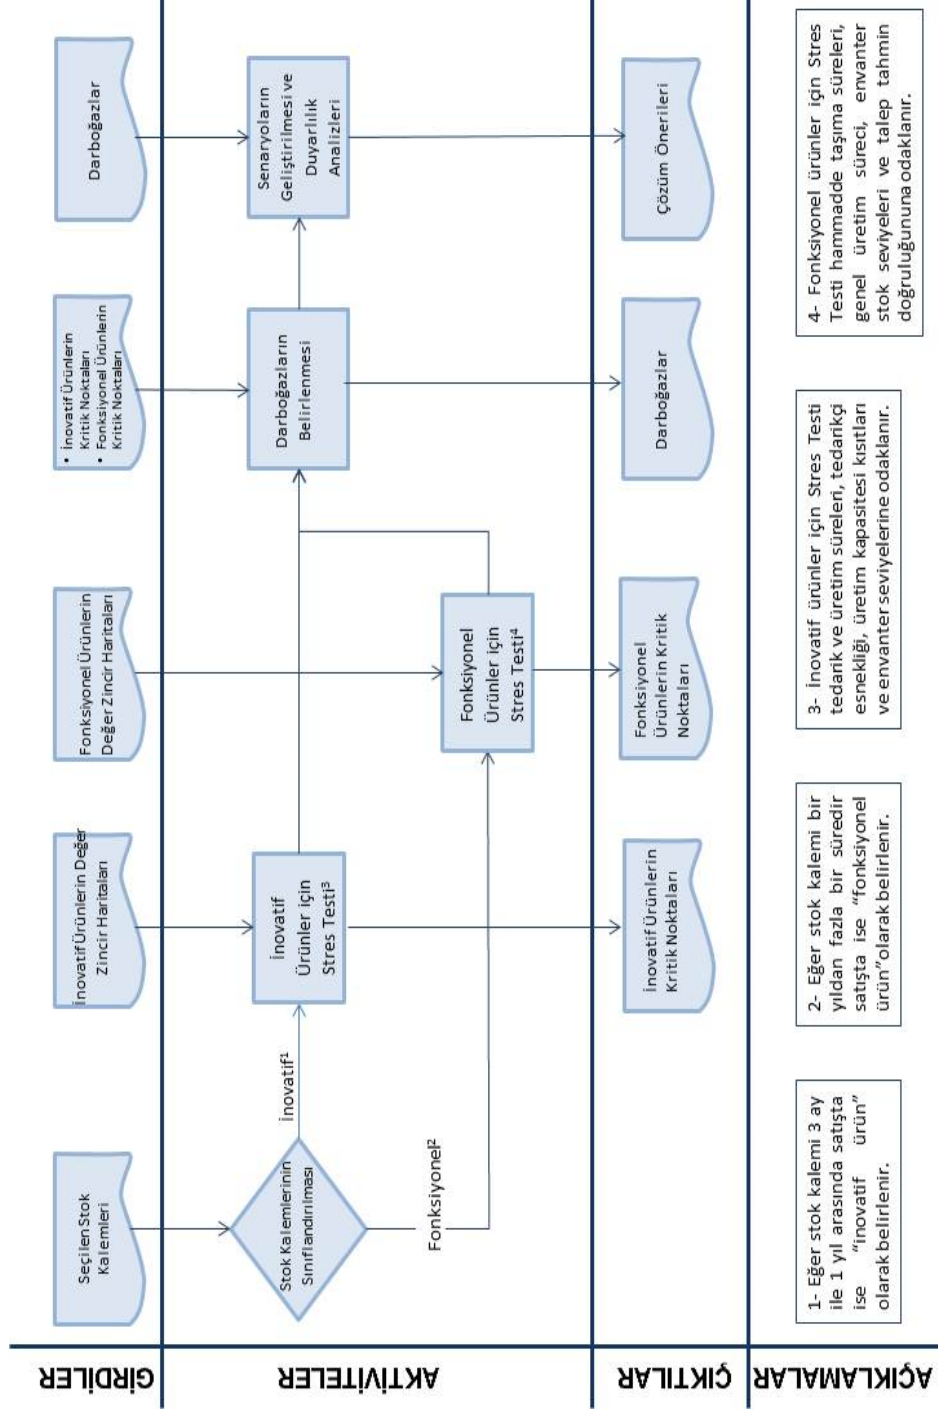 GİRDİLER
Seçilen Stok
Kalemleri
İnovatif Ürünlerin Değer
Zincir Haritaları
Fonksiyonel Ürünlerin
Değer Zincir Haritaları
• İnovatif Ürünlerin
Kritik Noktaları
• Fonksiyonel Ürünlerin
Kritik Noktaları
Darboğazlar
AKTİVİTELER
Stok Kalemlerinin
Sınıflandırılması
İnovatif¹
Fonksiyonel²
İnovatif
Ürünler için
Stres Testi³
Fonksiyonel
Ürünler için
Stres Testi⁴
Darboğazların
Belirlenmesi
Senaryoların
Geliştirilmesi ve
Duyarlılık
Analizleri
ÇIKTILAR
İnovatif Ürünlerin
Kritik Noktaları
Fonksiyonel
Ürünlerin Kritik
Noktaları
Darboğazlar
Çözüm Önerileri
AÇIKLAMALAR
1- Eğer stok kalemi 3 ay
ile 1 yıl arasında satışta
ise "inovatif ürün"
olarak belirlenir.
2- Eğer stok kalemi bir
yıldan fazla bir süredir
satışta ise "fonksiyonel
ürün" olarak belirlenir.
3- İnovatif ürünler için Stres Testi
tedarik ve üretim süreleri, tedarikçi
esnekliği, üretim kapasitesi kısıtları
ve envanter seviyelerine odaklanır.
4- Fonksiyonel ürünler için Stres
Testi hammadde taşıma süreleri,
genel üretim süreci, envanter
stok seviyeleri ve talep tahmin
doğruluğununa odaklanır.